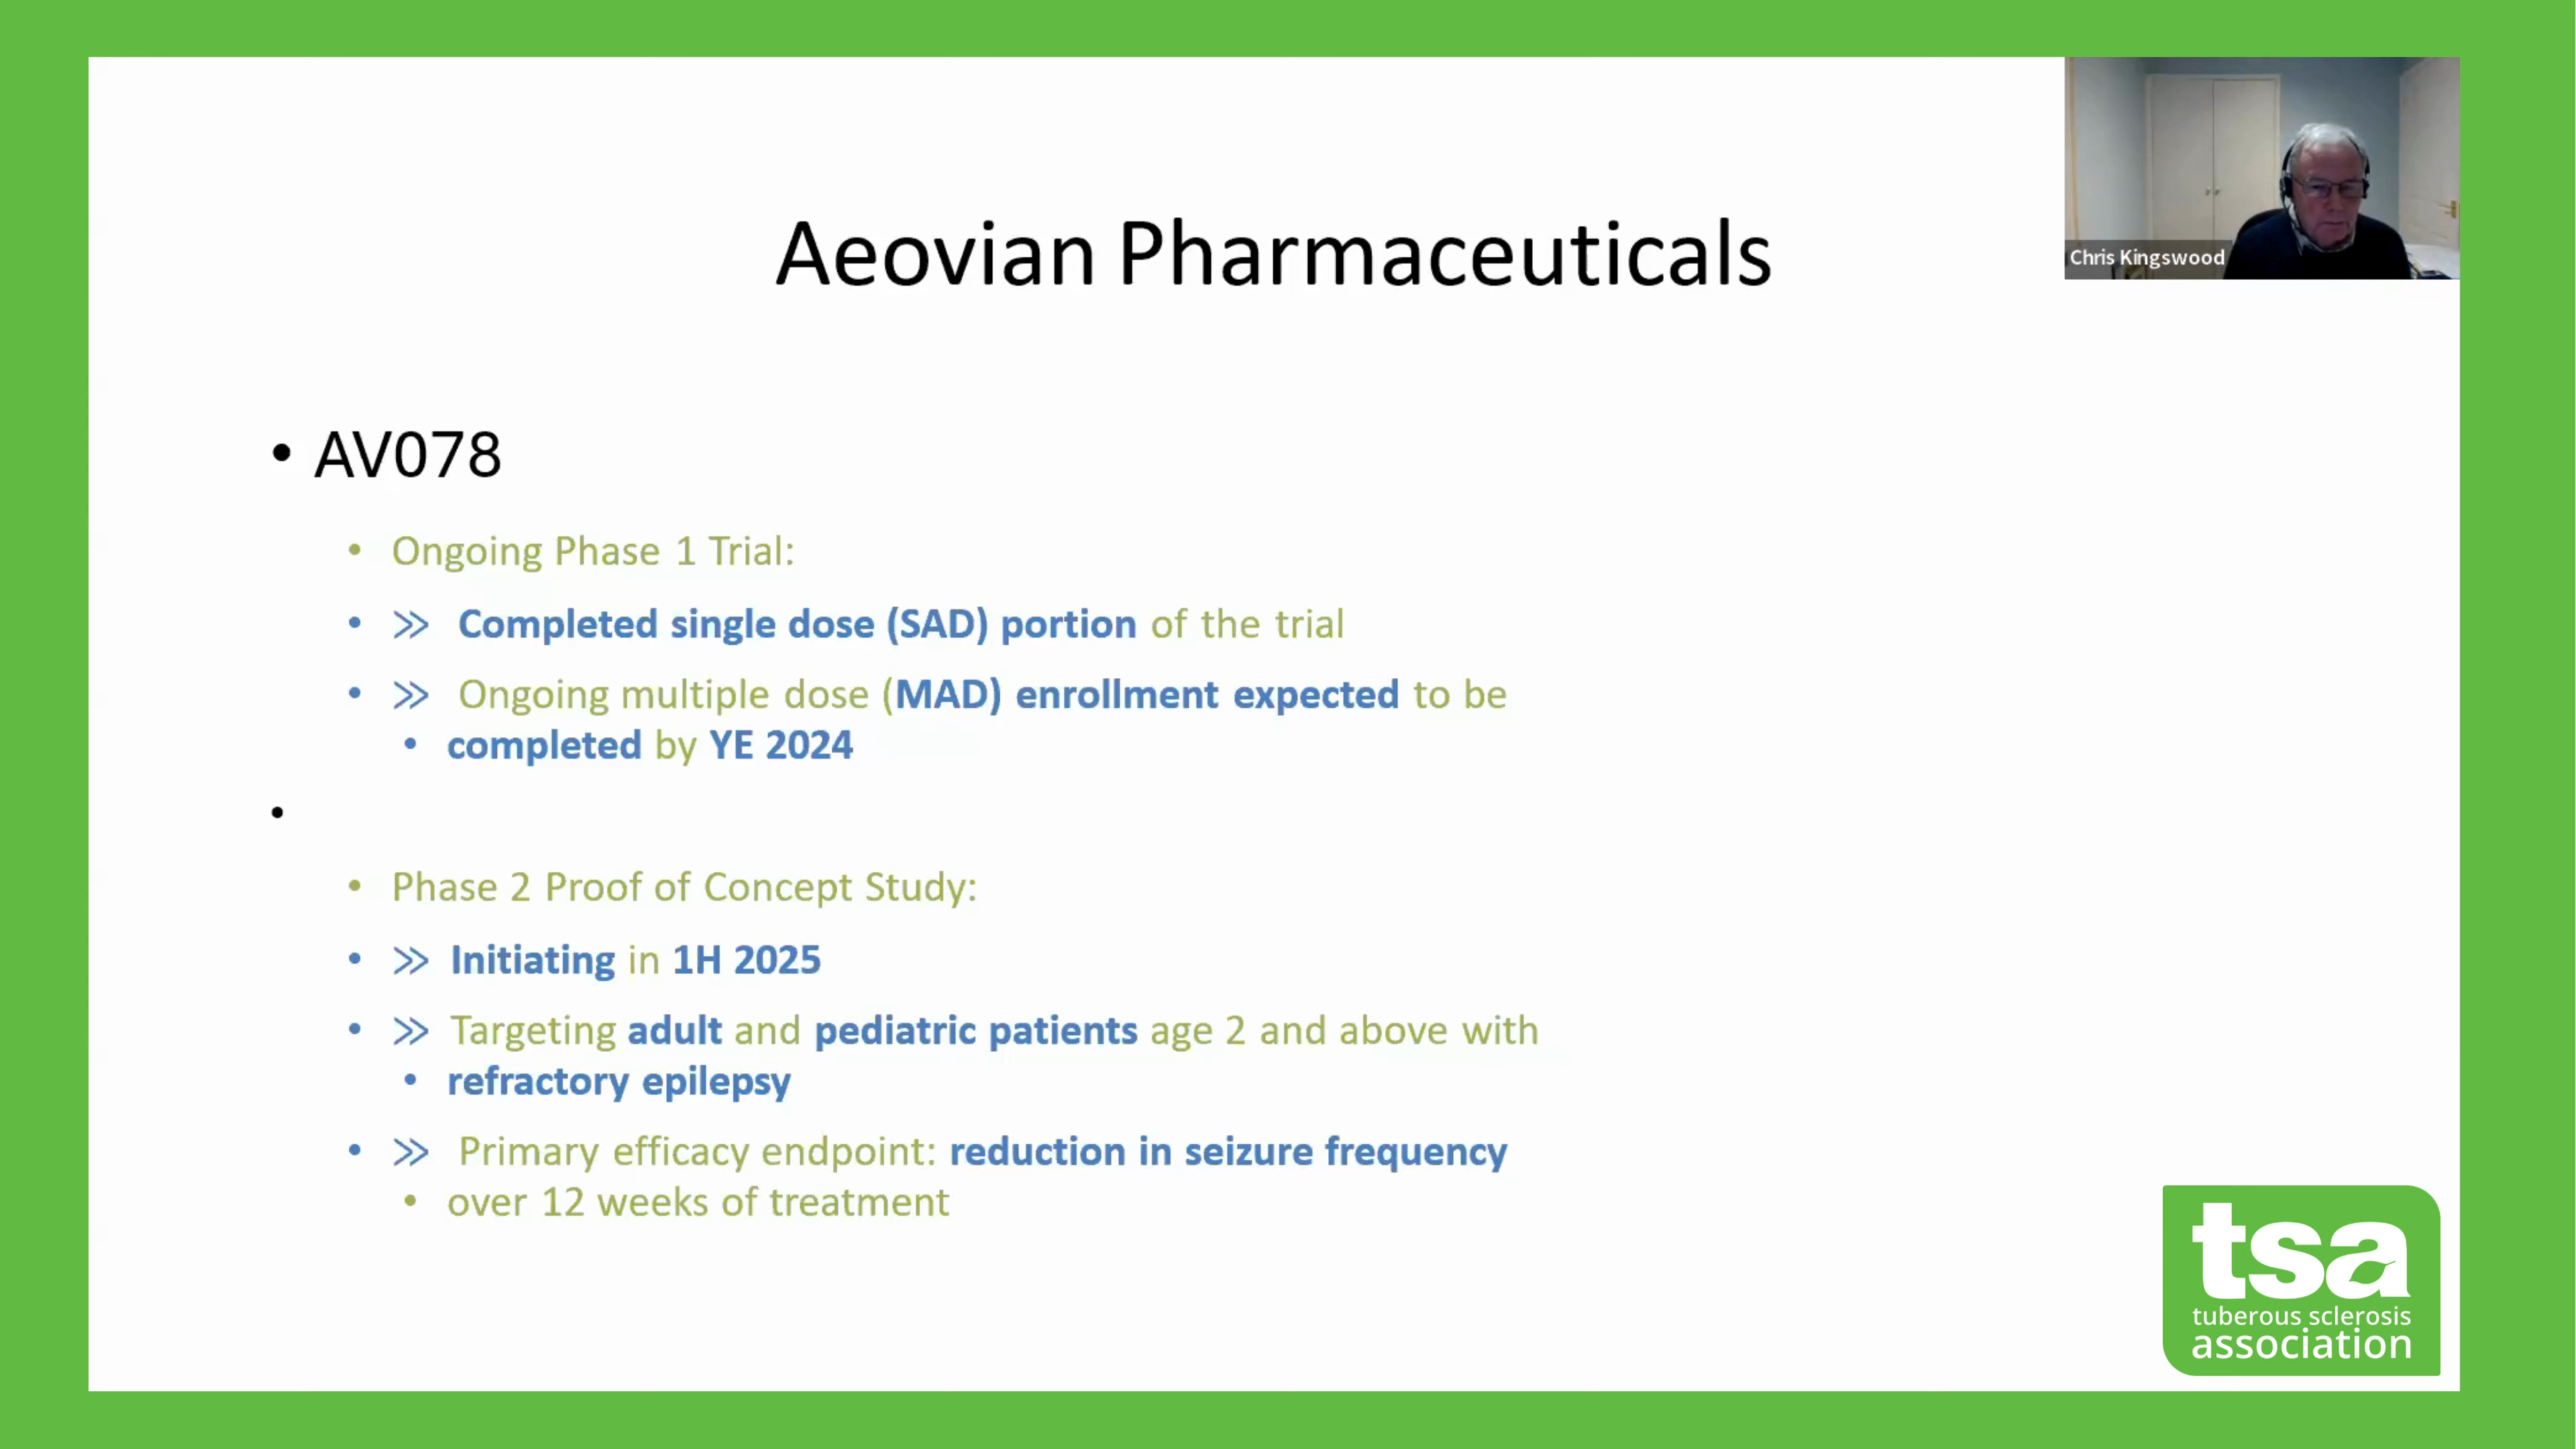 Aeovian Pharmaceuticals
Chris Kingswood
• AV078
• Ongoing Phase 1 Trial:
• >> Completed single dose (SAD) portion of the trial
• >> Ongoing multiple dose (MAD) enrollment expected to be
• completed by YE 2024
•
• Phase 2 Proof of Concept Study:
• >> Initiating in 1H 2025
• >> Targeting adult and pediatric patients age 2 and above with
• refractory epilepsy
• >> Primary efficacy endpoint: reduction in seizure frequency
• over 12 weeks of treatment
tsa
tuberous sclerosis
association